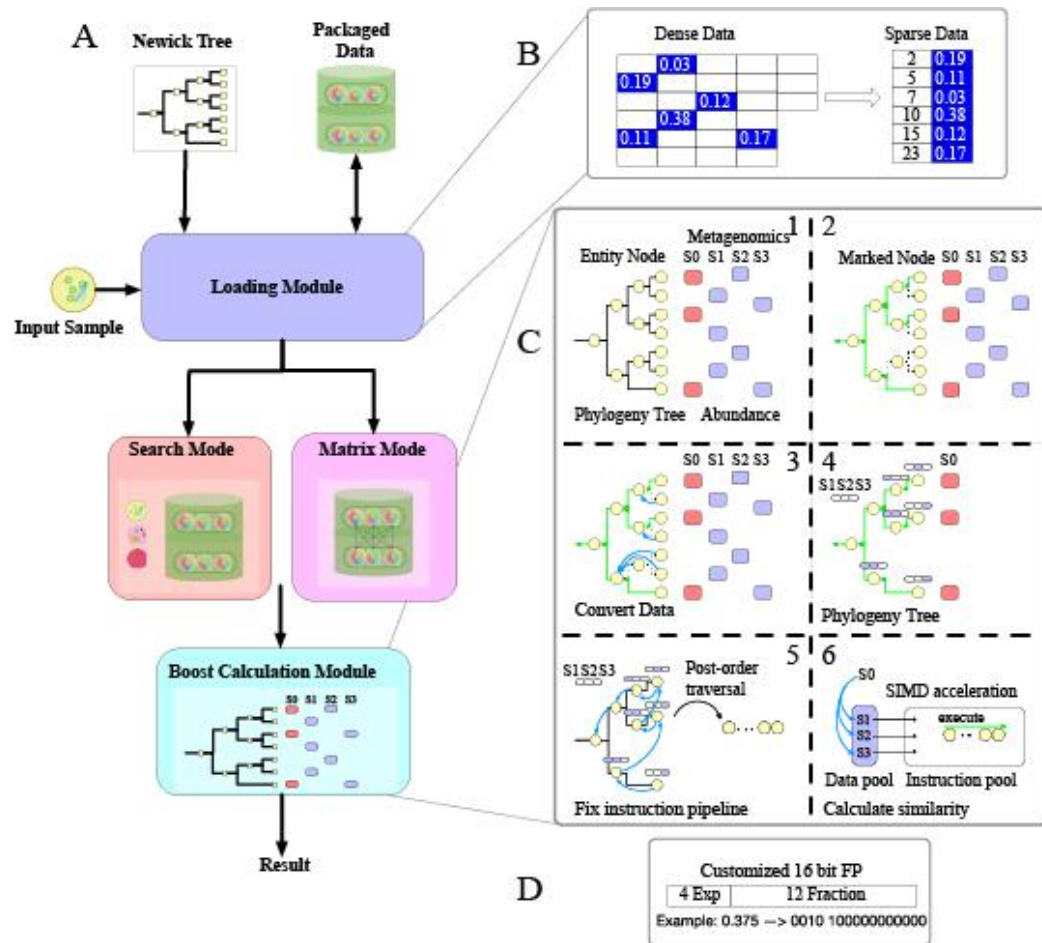 A
Newick Tree
Packaged
Data
Loading Module
Input Sample
Search Mode
Matrix Mode
Boost Calculation Module
S0 S1 S2 S3
Result
B
Dense Data
0.03
0.19
0.12
0.38
0.11 0.17
Sparse Data
2 0.19
5 0.11
7 0.03
10 0.38
15 0.12
23 0.17
C
1
Metagenomics
Entity Node S0 S1 S2 S3
Phylogeny Tree Abundance
2
Marked Node S0 S1 S2 S3
3
S0 S1 S2 S3
Convert Data
4
S0
S1S2S3
Phylogeny Tree
5
S1S2S3
Post-order
traversal
Fix instruction pipeline
6
S0
SIMD acceleration
S1
S2
S3
execute
Data pool Instruction pool
Calculate similarity
D
Customized 16 bit FP
4 Exp 12 Fraction
Example: 0.375 —> 0010 100000000000